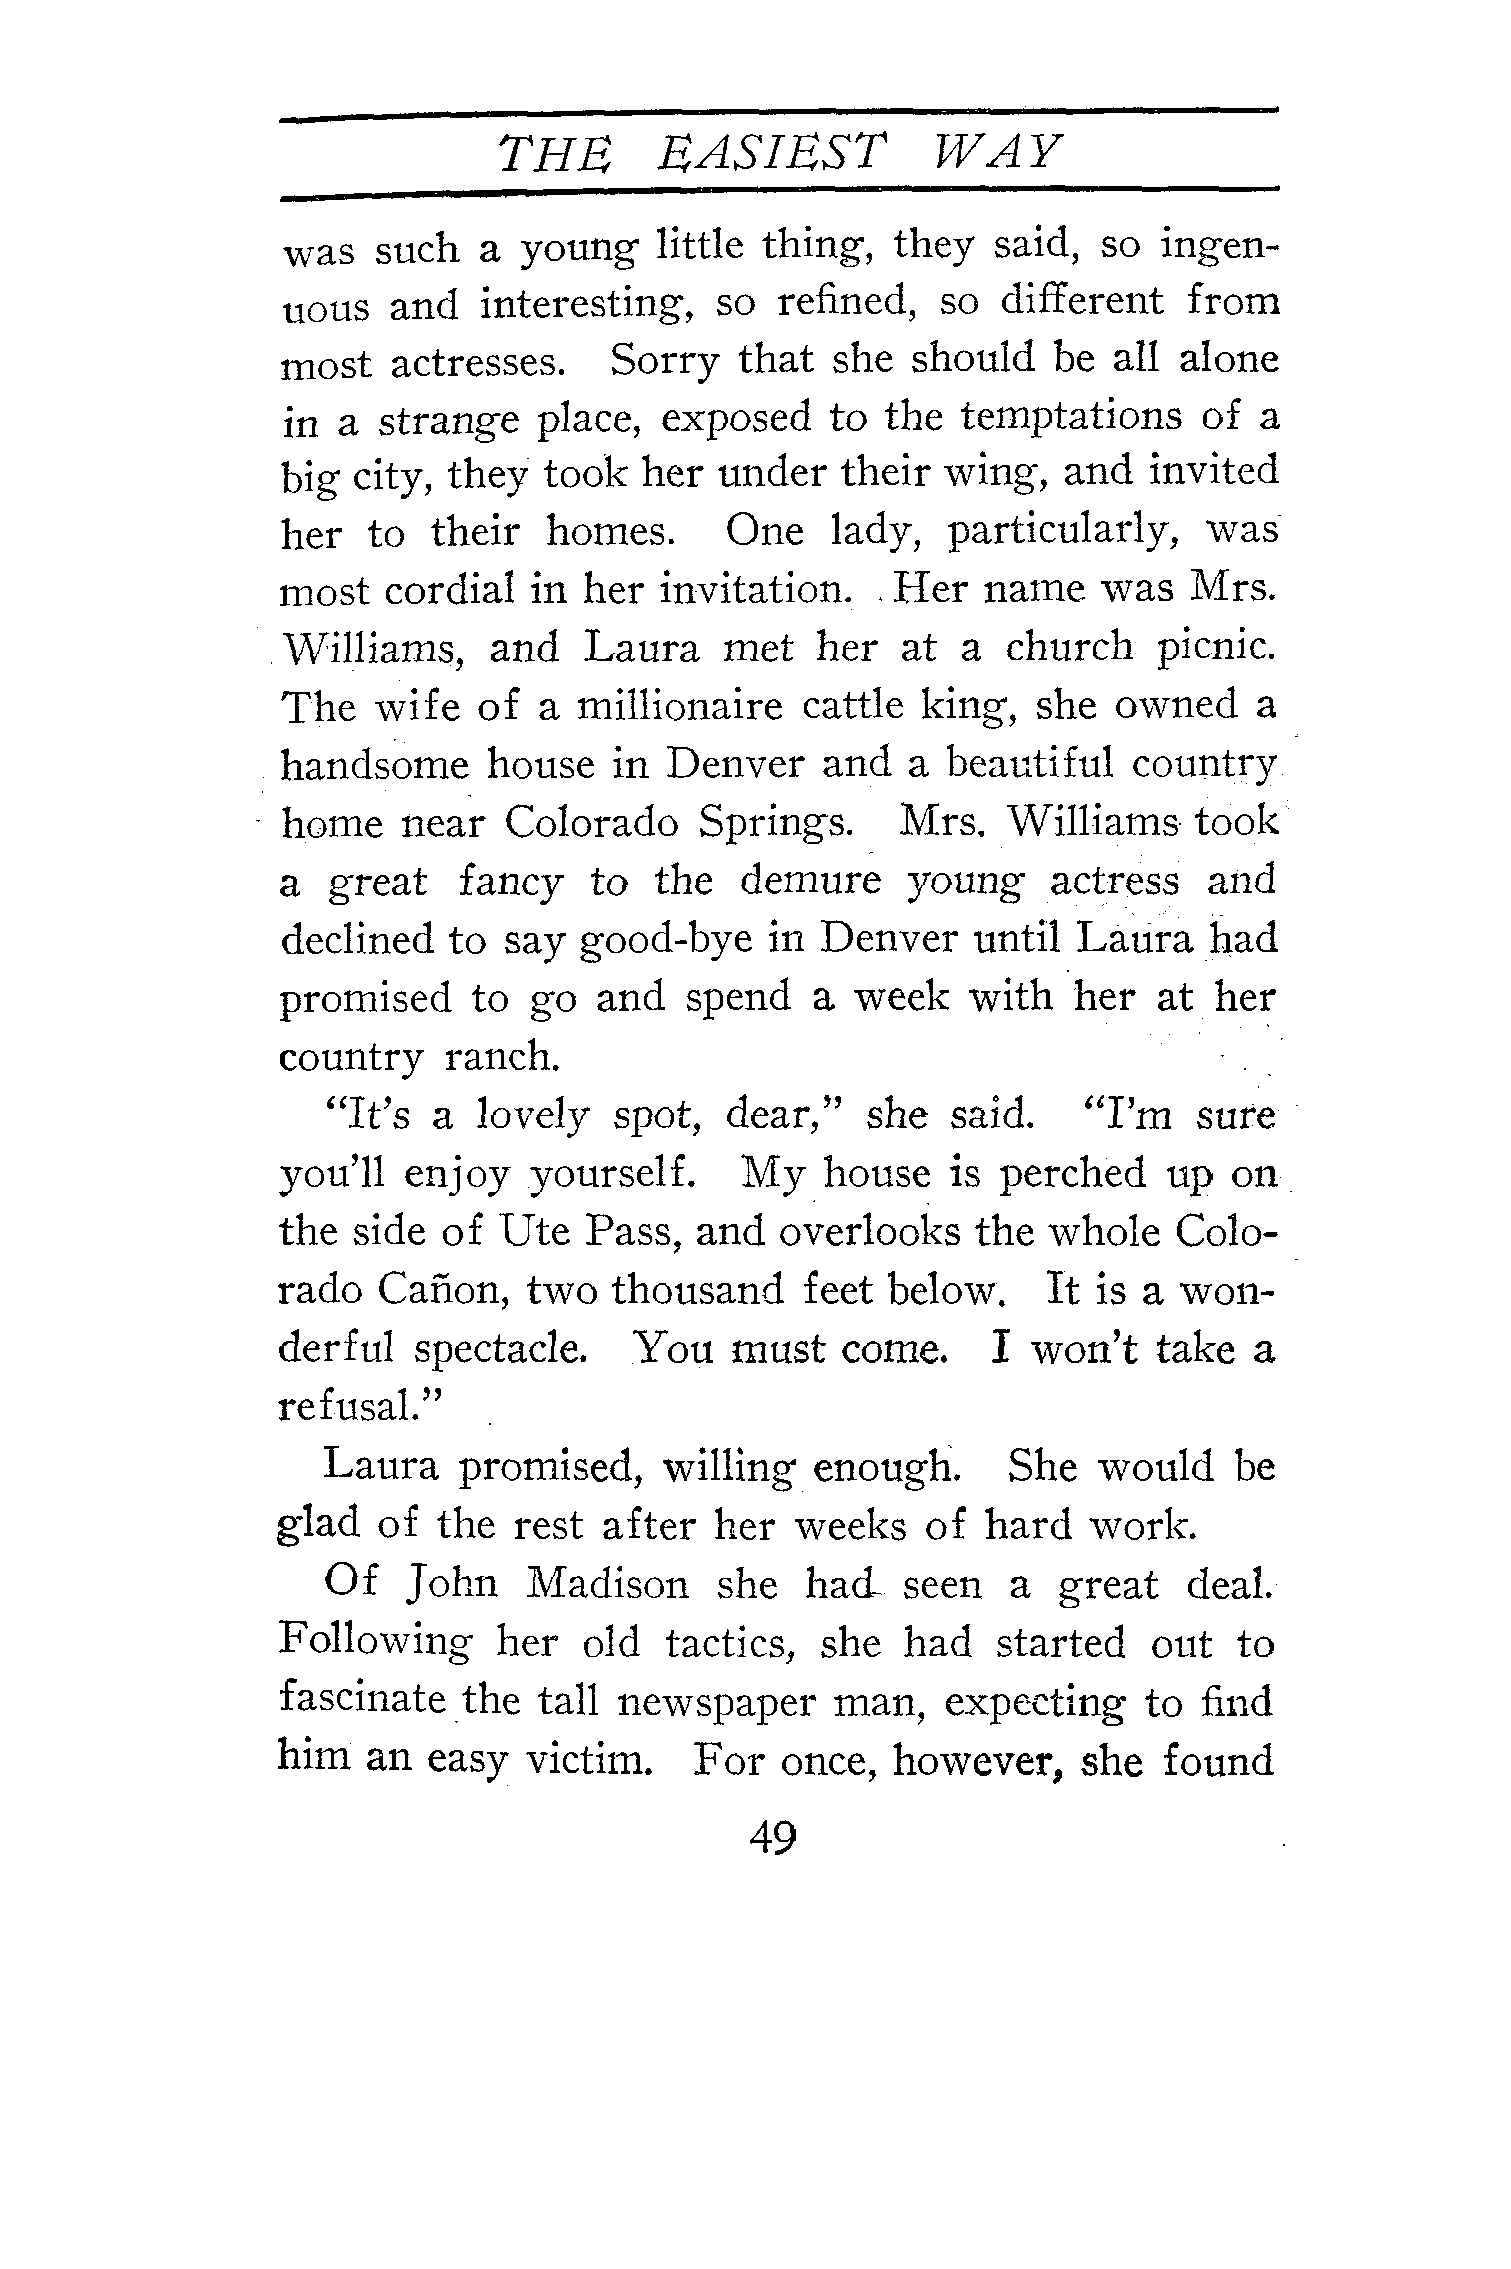 THE EASIEST WAY
was such a young little thing, they said, so ingen-
uous and interesting, so refined, so different from
most actresses. Sorry that she should be all alone
in a strange place, exposed to the temptations of a
big city, they took her under their wing, and invited
her to their homes. One lady, particularly, was
most cordial in her invitation. Her name was Mrs.
Williams, and Laura met her at a church picnic.
The wife of a millionaire cattle king, she owned a
handsome house in Denver and a beautiful country
home near Colorado Springs. Mrs. Williams took
a great fancy to the demure young actress and
declined to say good-bye in Denver until Laura had
promised to go and spend a week with her at her
country ranch.
“It’s a lovely spot, dear,” she said. “I’m sure
you’ll enjoy yourself. My house is perched up on
the side of Ute Pass, and overlooks the whole Colo-
rado Cañon, two thousand feet below. It is a won-
derful spectacle. You must come. I won’t take a
refusal.”
Laura promised, willing enough. She would be
glad of the rest after her weeks of hard work.
Of John Madison she had seen a great deal.
Following her old tactics, she had started out to
fascinate the tall newspaper man, expecting to find
him an easy victim. For once, however, she found
49